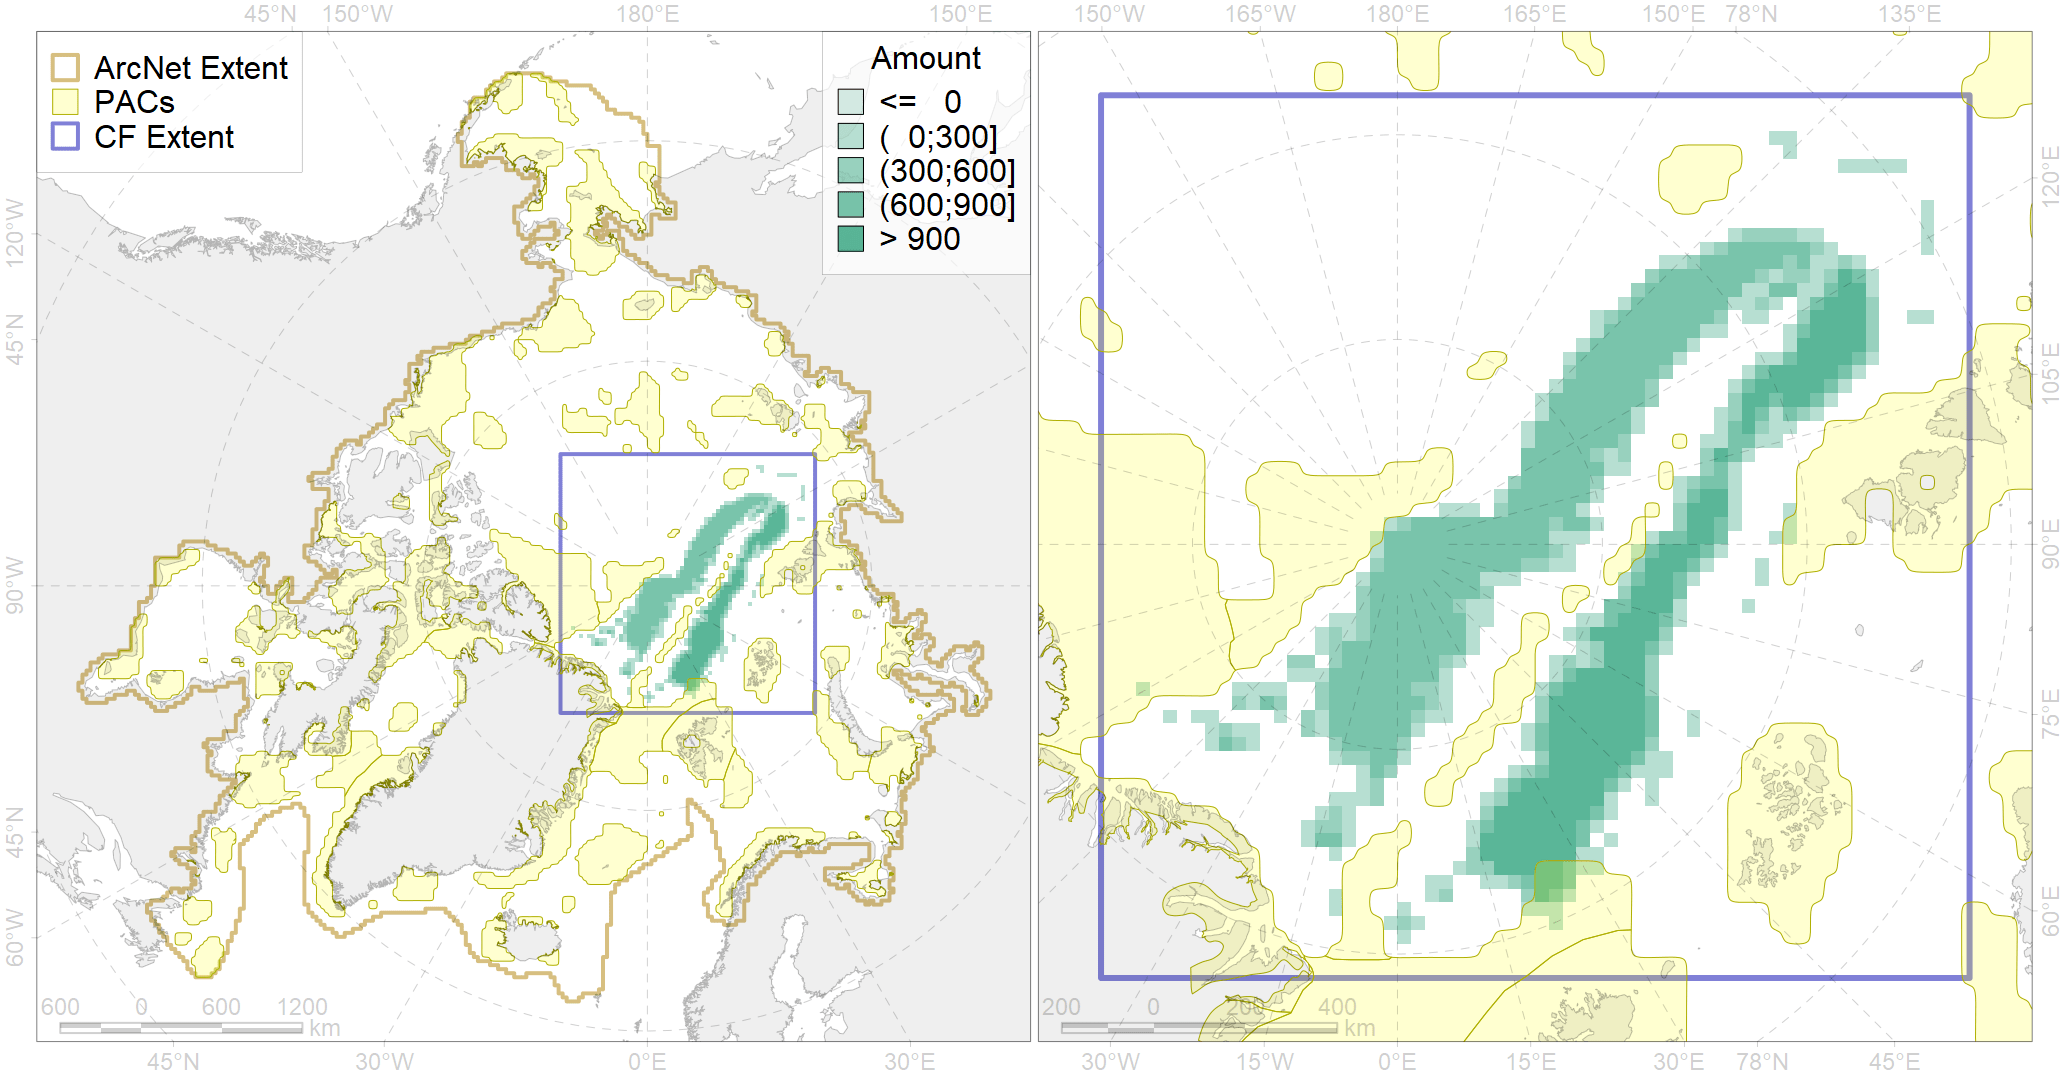 45°N 150°W 180°E 150°E
150°W 165°W 180°E 165°E 150°E 78°N 135°E
ArcNet Extent
PACs
CF Extent
Amount
<= 0
( 0;300]
(300;600]
(600;900]
> 900
120°W
45°N
90°W
45°N
60°W
120°E
105°E
90°E
75°E
60°E
600 0 600 1200
km
200 0 200 400
km
45°N 30°W 0°E 30°E
30°W 15°W 0°E 15°E 30°E 78°N 45°E